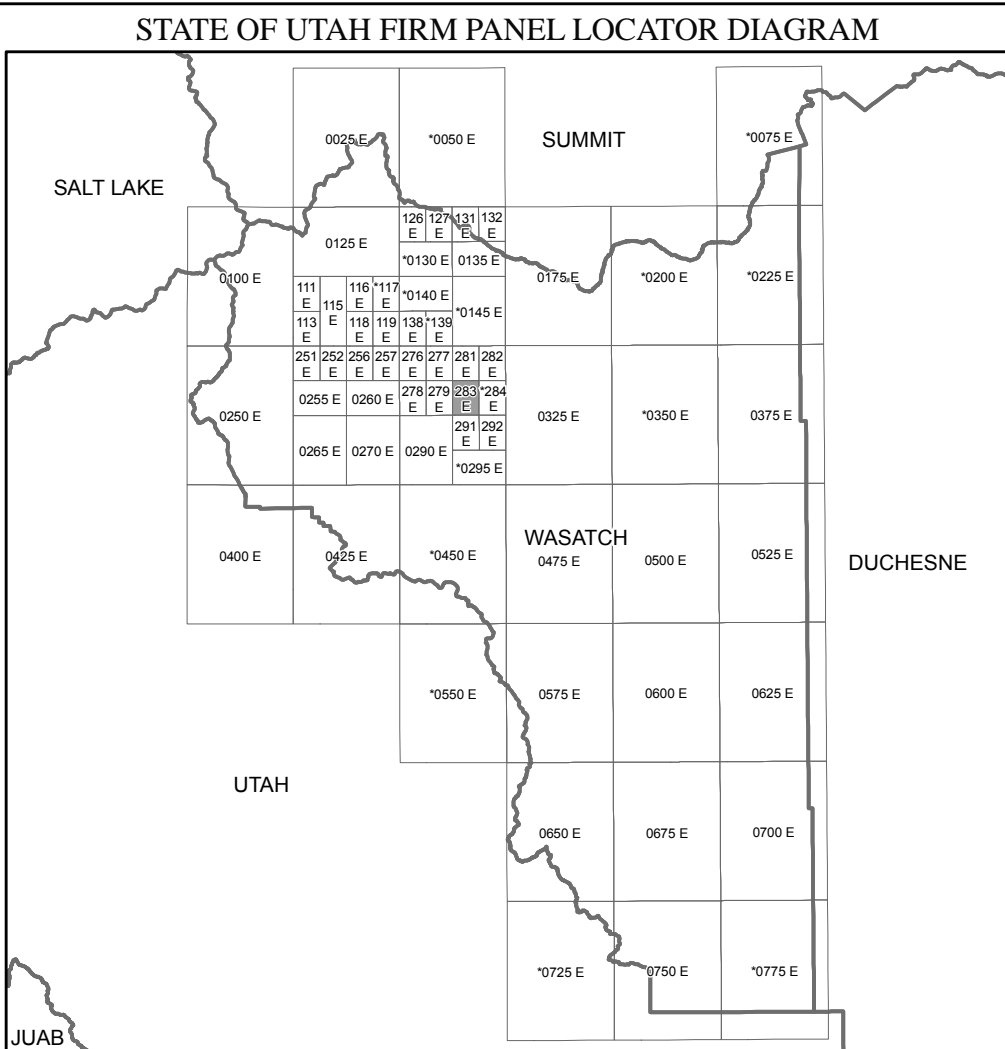 STATE OF UTAH FIRM PANEL LOCATOR DIAGRAM
0025 E
*0050 E
SUMMIT
*0075 E
SALT LAKE
126 E
127 E
131 E
132 E
0125 E
*0130 E
0135 E
0100 E
0175 E
*0200 E
*0225 E
111 E
115 E
116 E
*117 E
*0140 E
*0145 E
113 E
118 E
119 E
138 E
*139 E
251 E
252 E
256 E
257 E
276 E
277 E
281 E
282 E
0250 E
0255 E
0260 E
278 E
279 E
283 E
*284 E
0325 E
*0350 E
0375 E
291 E
292 E
0265 E
0270 E
0290 E
*0295 E
WASATCH
0400 E
0425 E
*0450 E
0475 E
0500 E
0525 E
DUCHESNE
*0550 E
0575 E
0600 E
0625 E
UTAH
0650 E
0675 E
0700 E
*0725 E
0750 E
*0775 E
JUAB